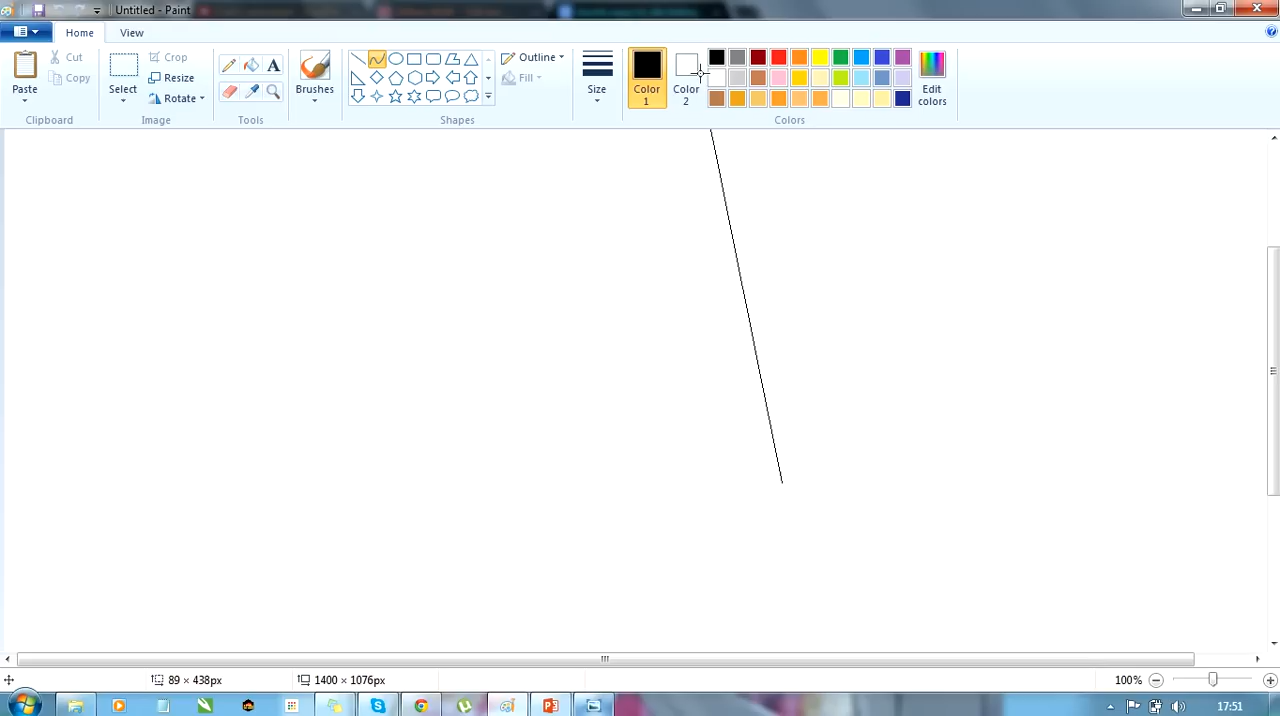 Untitled - Paint
Home View
Paste
Cut
Copy
Clipboard
Select
Crop
Resize
Rotate
Image
Tools
Brushes
Outline
Fill
Shapes
Size
Color
1
Color
2
Edit
colors
Colors
89 × 438px
1400 × 1076px
100%
17:51